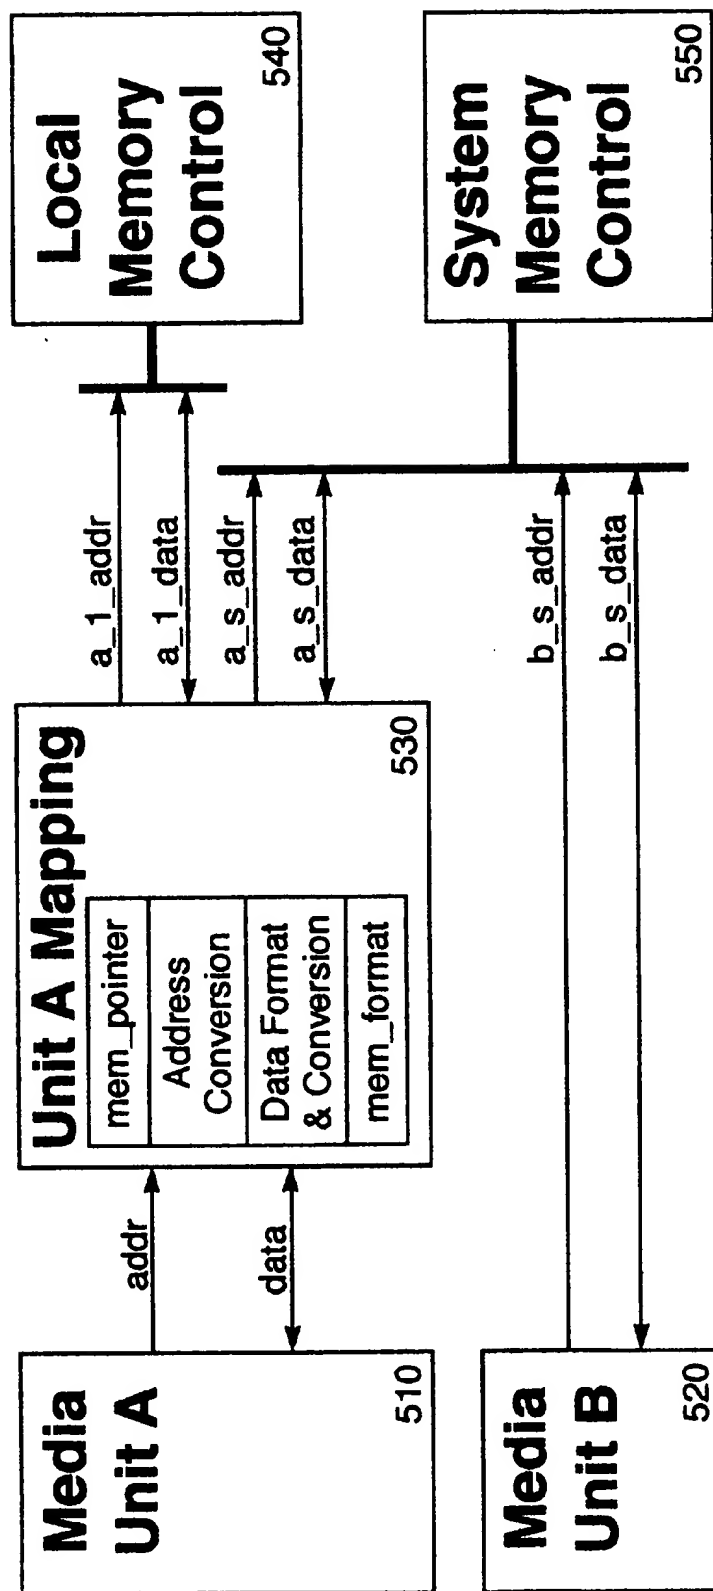 Media
Unit A
510
addr
data
Unit A Mapping
mem_pointer
Address
Conversion
Data Format
& Conversion
mem_format
530
a_1_addr
a_1_data
a_s_addr
a_s_data
Local
Memory
Control
540
Media
Unit B
520
b_s_addr
b_s_data
System
Memory
Control
550